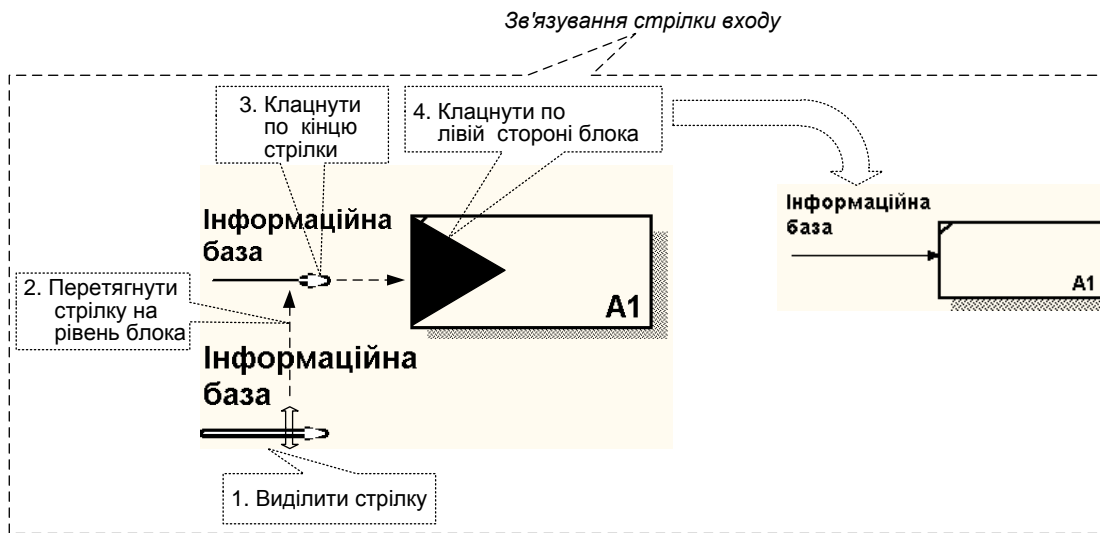 Зв'язування стрілки входу
3. Клацнути
по кінцю
стрілки
4. Клацнути по
лівій стороні блока
Інформаційна
база
A1
2. Перетягнути
стрілку на
рівень блока
Інформаційна
база
1. Виділити стрілку
Інформаційна
база
A1